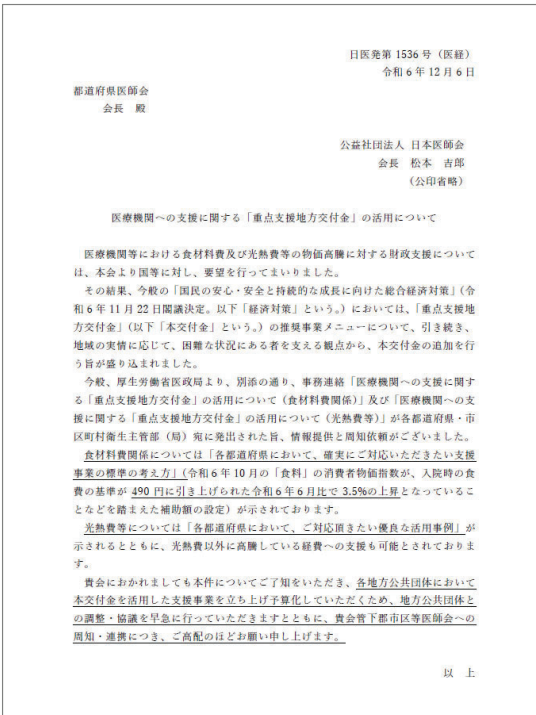 日医発第 1536 号（医経）
令和 6 年 12 月 6 日
都道府県医師会
会長　殿
公益社団法人 日本医師会
会長　松本　吉郎
（公印省略）
医療機関への支援に関する「重点支援地方交付金」の活用について
医療機関等における食材料費及び光熱費等の物価高騰に対する財政支援について
は、本会より国等に対し、要望を行ってまいりました。
その結果、今般の「国民の安心・安全と持続的な成長に向けた総合経済対策」（令
和 6 年 11 月 22 日閣議決定。以下「経済対策」という。）においては、「重点支援地
方交付金」（以下「本交付金」という。）の推奨事業メニューについて、引き続き、
地域の実情に応じて、困難な状況にある者を支える観点から、本交付金の追加を行
う旨が盛り込まれました。
今般、厚生労働省医政局より、別添の通り、事務連絡「医療機関への支援に関す
る「重点支援地方交付金」の活用について（食材料費関係）」及び「医療機関への支
援に関する「重点支援地方交付金」の活用について（光熱費等）」が各都道府県・市
区町村衛生主管部（局）宛に発出された旨、情報提供と周知依頼がございました。
食材料費関係については「各都道府県において、確実にご対応いただきたい支援
事業の標準の考え方」（令和 6 年 10 月の「食料」の消費者物価指数が、入院時の食
費の基準が 490 円に引き上げられた令和 6 年 6 月比で 3.5%の上昇となっているこ
となどを踏まえた補助額の設定）が示されております。
光熱費等については「各都道府県において、ご対応頂きたい優良な活用事例」が
示されるとともに、光熱費以外に高騰している経費への支援も可能とされておりま
す。
貴会におかれましても本件についてご了知をいただき、各地方公共団体において
本交付金を活用した支援事業を立ち上げ予算化していただくため、地方公共団体と
の調整・協議を早急に行っていただきますとともに、貴会管下郡市区等医師会への
周知・連携につき、ご高配のほどお願い申し上げます。
以　上